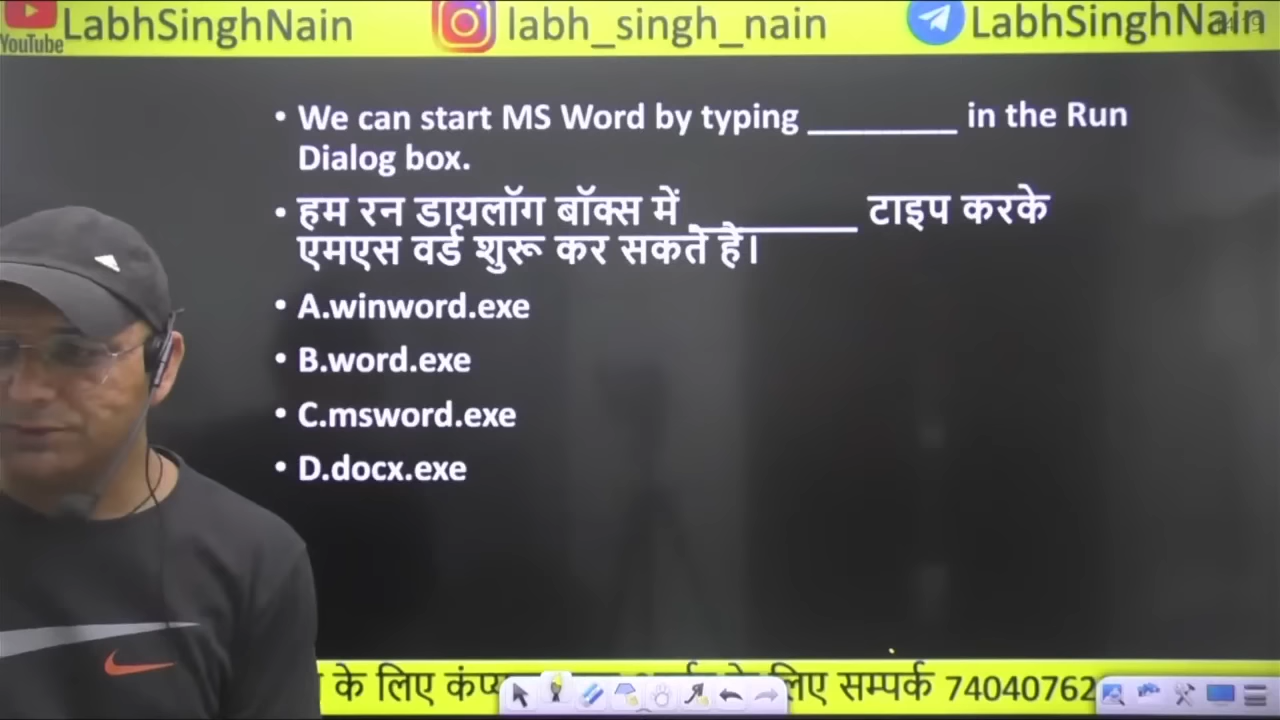 YouTube LabhSinghNain labh_singh_nain LabhSinghNain
• We can start MS Word by typing ________ in the Run
Dialog box.
• हम रन डायलॉग बॉक्स में ________ टाइप करके
एमएस वर्ड शुरू कर सकते हैं।
• A.winword.exe
• B.word.exe
• C.msword.exe
• D.docx.exe
के लिए लिए सम्पर्क 74040762